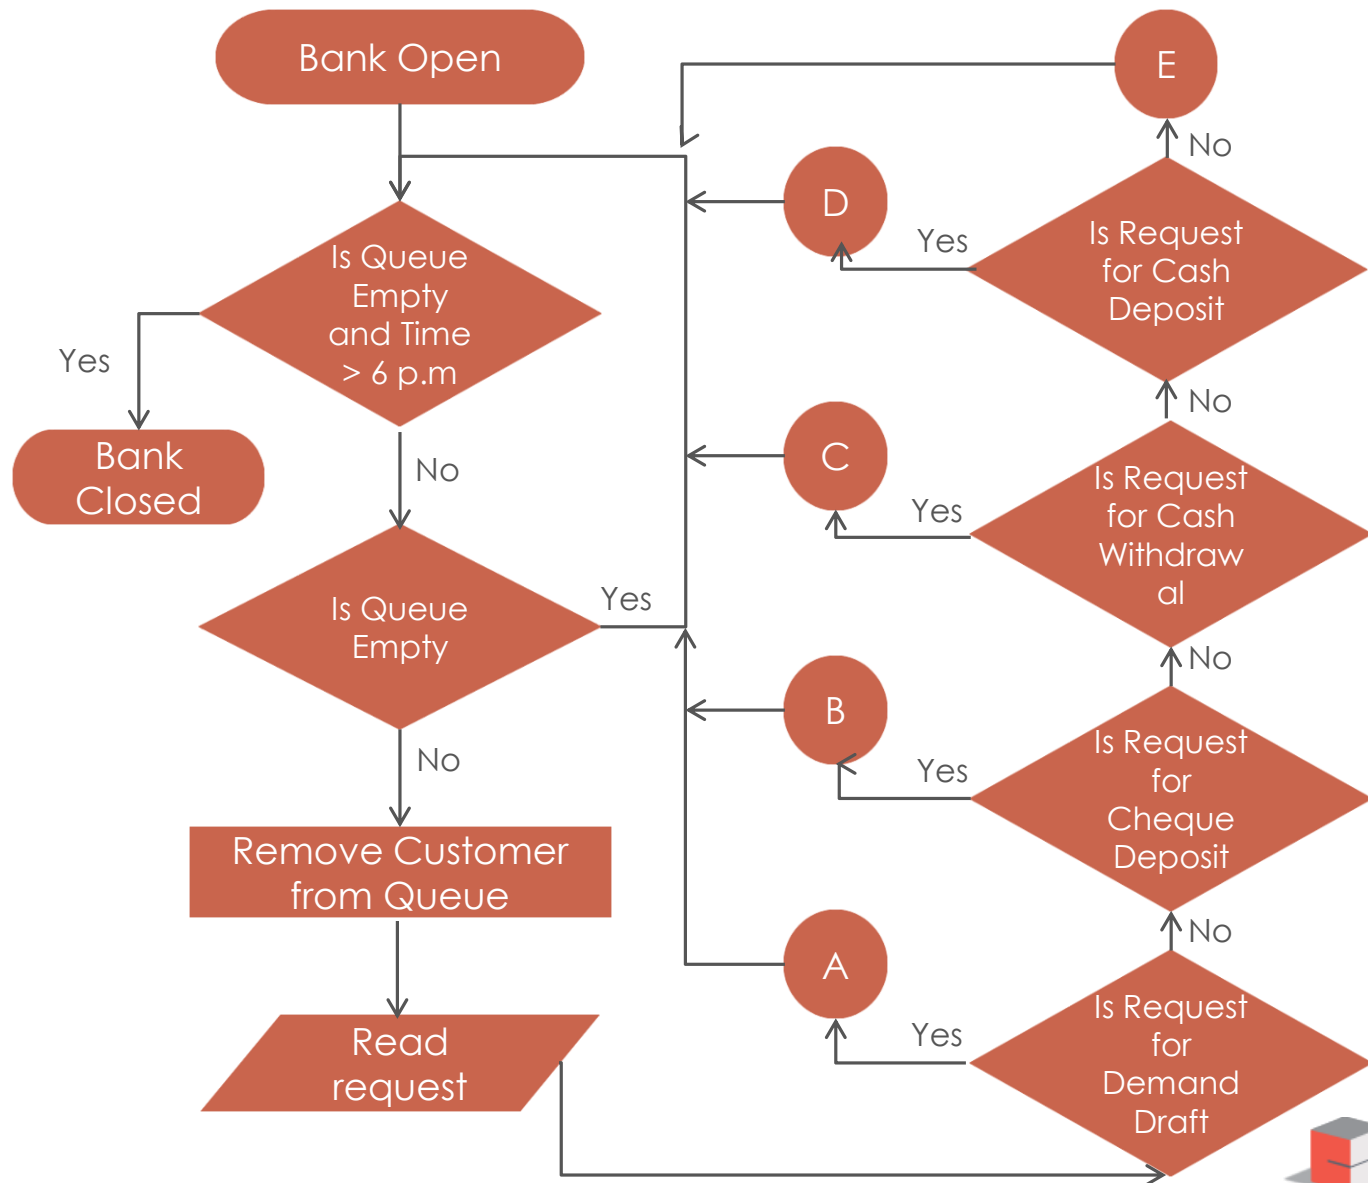 Bank Open
Is Queue
Empty
and Time
> 6 p.m
Yes
Bank
Closed
No
Is Queue
Empty
Yes
No
Remove Customer
from Queue
Read
request
Is Request
for
Demand
Draft
Yes
A
No
Is Request
for
Cheque
Deposit
Yes
B
No
Is Request
for Cash
Withdraw
al
Yes
C
No
Is Request
for Cash
Deposit
Yes
D
No
E